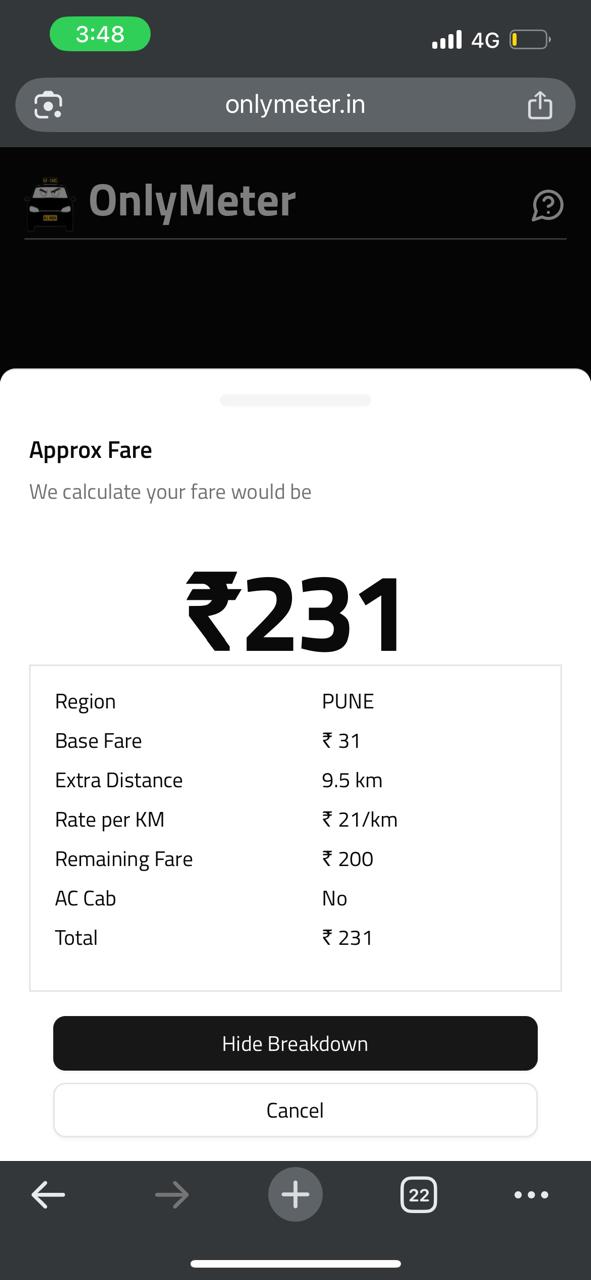 3:48
4G
onlymeter.in
OnlyMeter
Approx Fare
We calculate your fare would be
₹231
Region PUNE
Base Fare ₹ 31
Extra Distance 9.5 km
Rate per KM ₹ 21/km
Remaining Fare ₹ 200
AC Cab No
Total ₹ 231
Hide Breakdown
Cancel
22